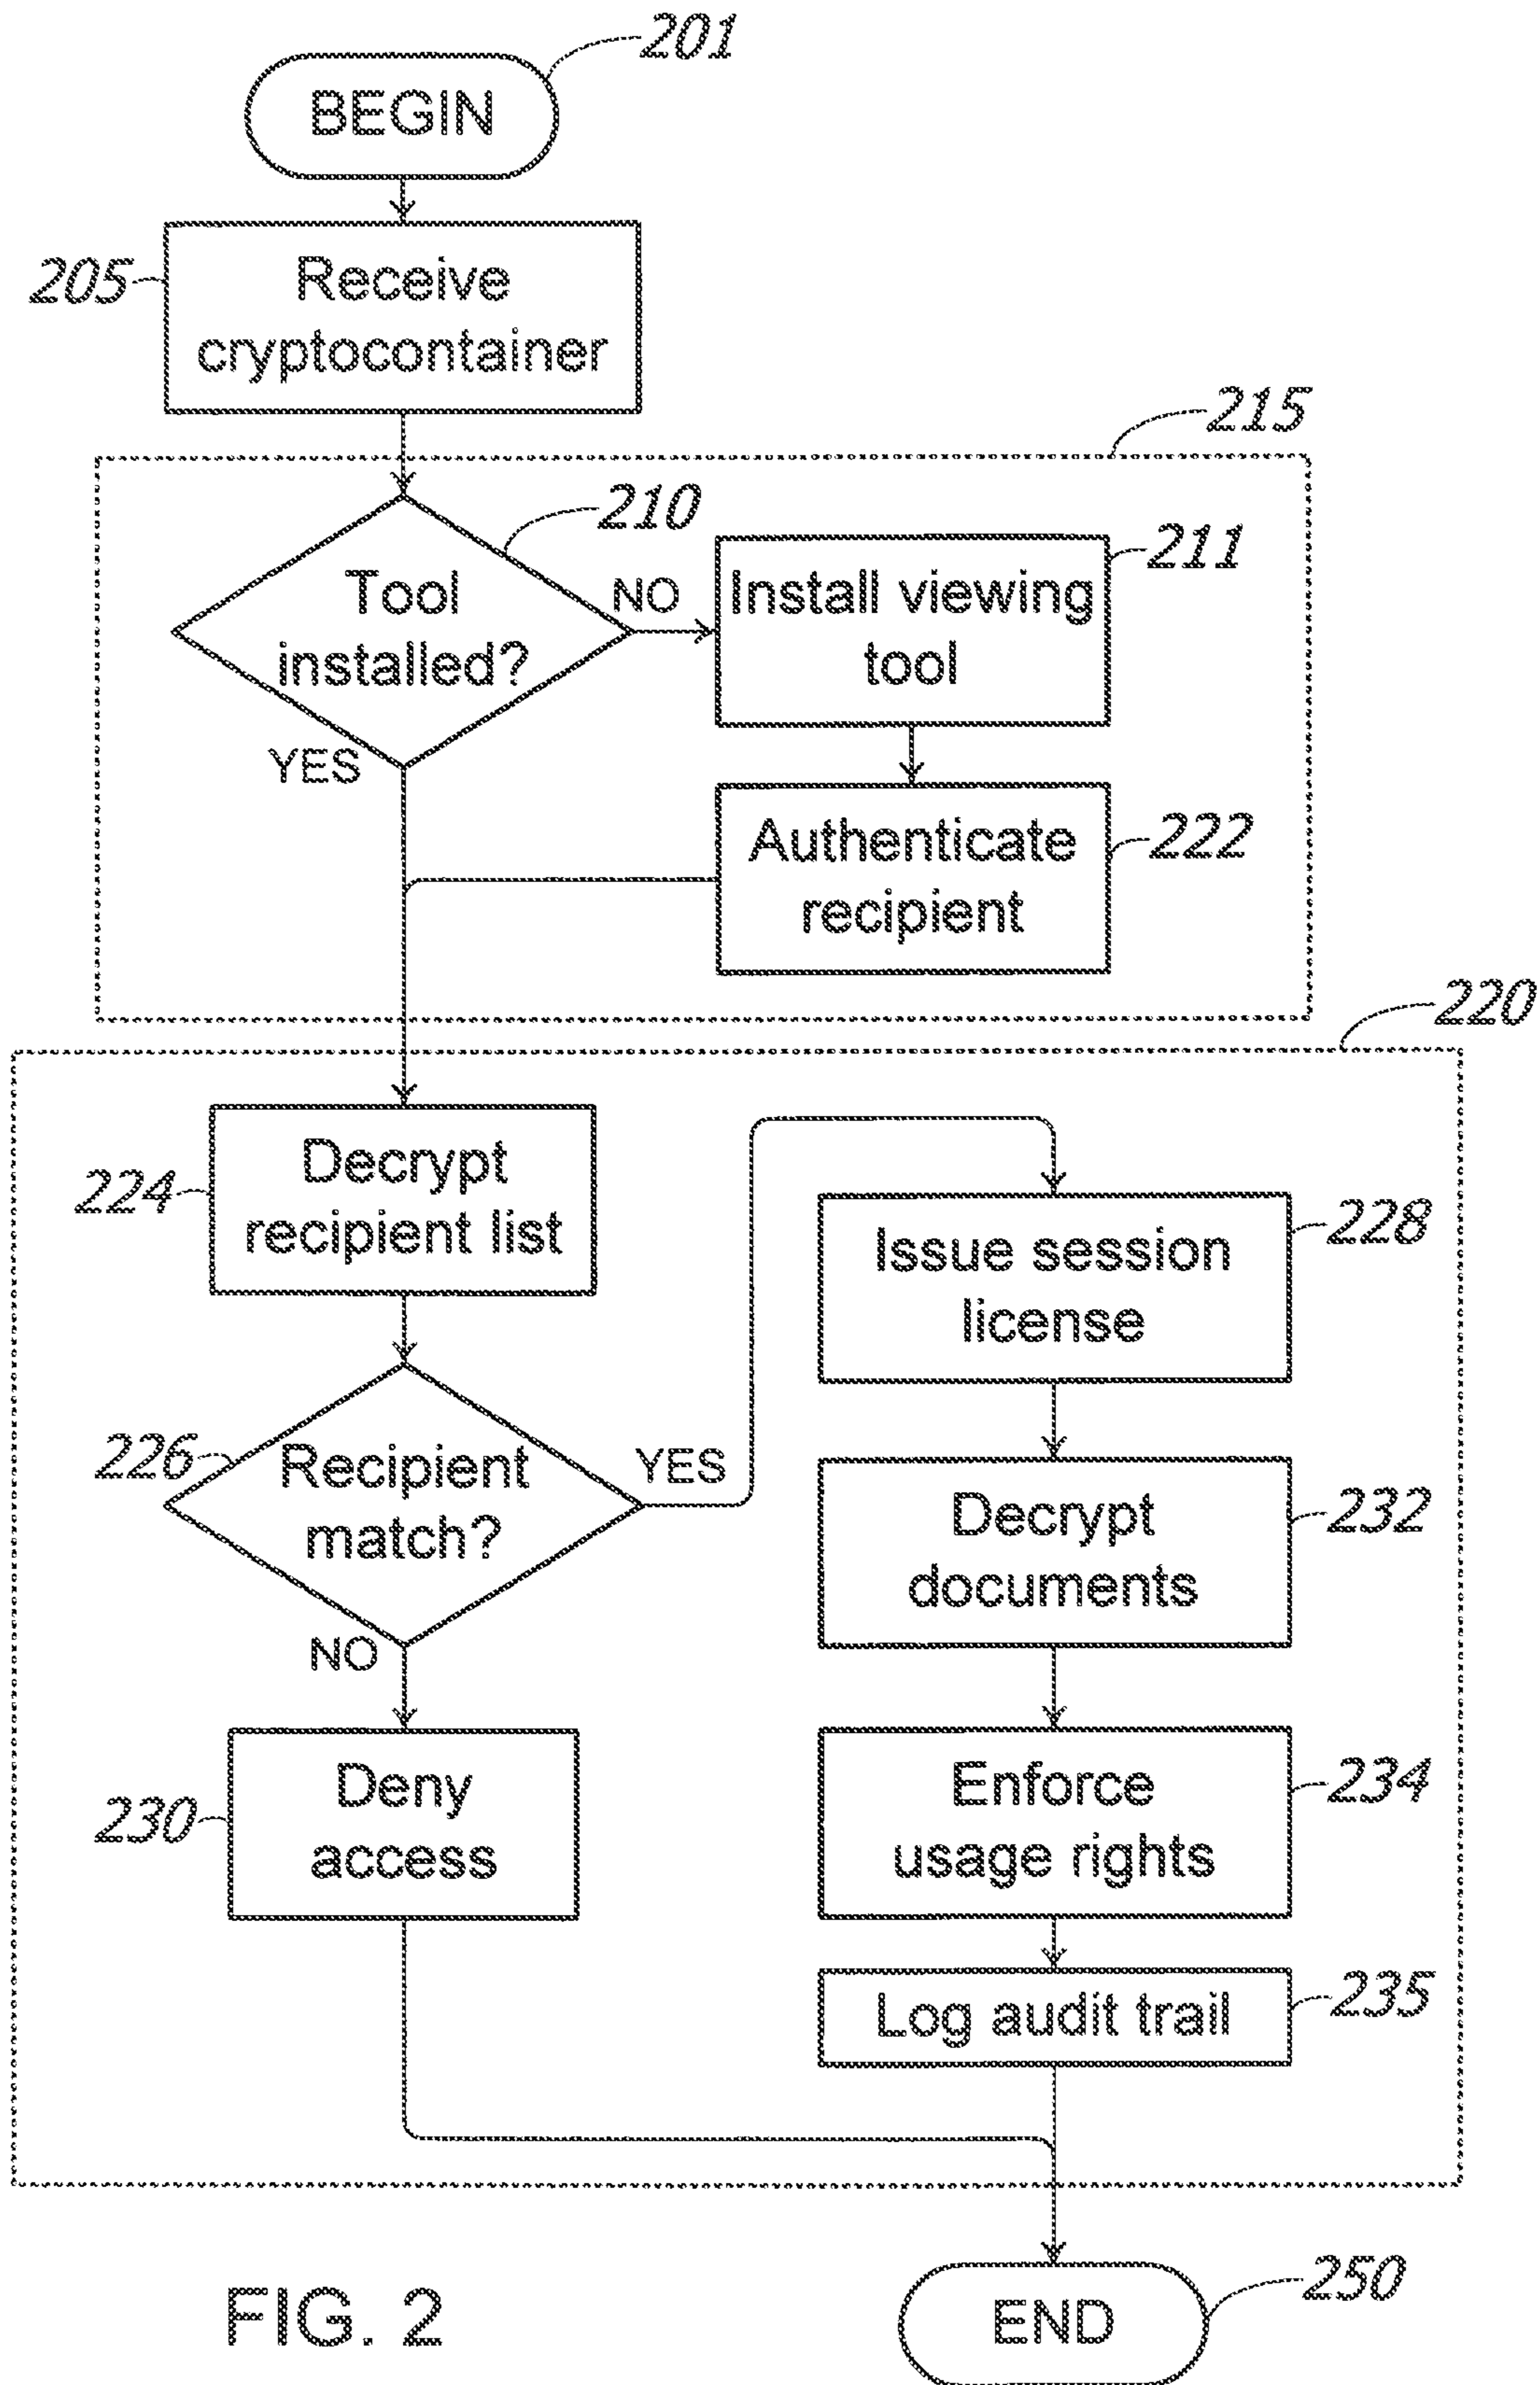 201
BEGIN
205
Receive
cryptocontainer
215
210
211
Tool
installed?
NO
Install viewing
tool
YES
222
Authenticate
recipient
220
224
Decrypt
recipient list
228
Issue session
license
226
Recipient
match?
YES
232
Decrypt
documents
NO
230
Deny
access
234
Enforce
usage rights
235
Log audit trail
250
END
FIG. 2